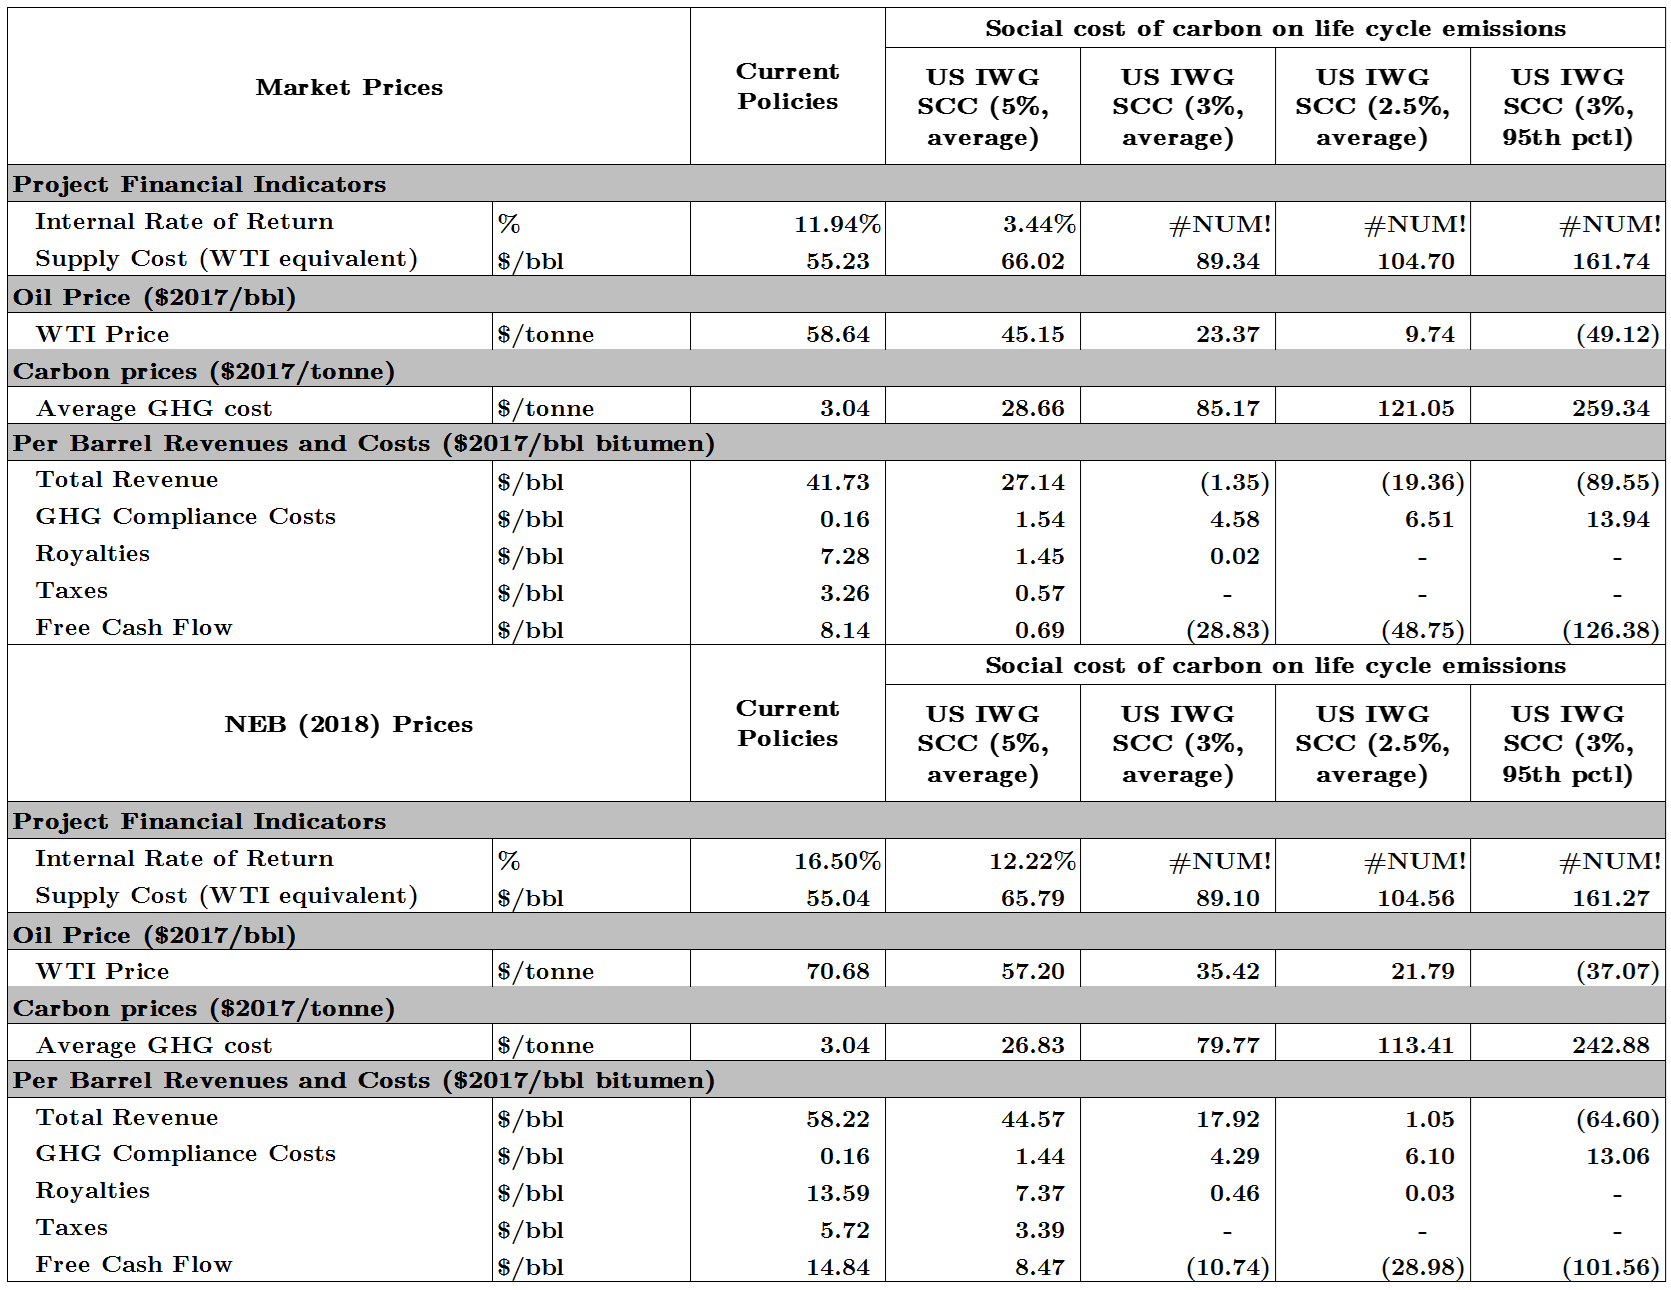 Market Prices | Current Policies | Social cost of carbon on life cycle emissions
US IWG SCC (5%, average) | US IWG SCC (3%, average) | US IWG SCC (2.5%, average) | US IWG SCC (3%, 95th pctl)
Project Financial Indicators
Internal Rate of Return | % | 11.94% | 3.44% | #NUM! | #NUM! | #NUM!
Supply Cost (WTI equivalent) | $/bbl | 55.23 | 66.02 | 89.34 | 104.70 | 161.74
Oil Price ($2017/bbl)
WTI Price | $/tonne | 58.64 | 45.15 | 23.37 | 9.74 | (49.12)
Carbon prices ($2017/tonne)
Average GHG cost | $/tonne | 3.04 | 28.66 | 85.17 | 121.05 | 259.34
Per Barrel Revenues and Costs ($2017/bbl bitumen)
Total Revenue | $/bbl | 41.73 | 27.14 | (1.35) | (19.36) | (89.55)
GHG Compliance Costs | $/bbl | 0.16 | 1.54 | 4.58 | 6.51 | 13.94
Royalties | $/bbl | 7.28 | 1.45 | 0.02 | - | -
Taxes | $/bbl | 3.26 | 0.57 | - | - | -
Free Cash Flow | $/bbl | 8.14 | 0.69 | (28.83) | (48.75) | (126.38)
NEB (2018) Prices | Current Policies | Social cost of carbon on life cycle emissions
US IWG SCC (5%, average) | US IWG SCC (3%, average) | US IWG SCC (2.5%, average) | US IWG SCC (3%, 95th pctl)
Project Financial Indicators
Internal Rate of Return | % | 16.50% | 12.22% | #NUM! | #NUM! | #NUM!
Supply Cost (WTI equivalent) | $/bbl | 55.04 | 65.79 | 89.10 | 104.56 | 161.27
Oil Price ($2017/bbl)
WTI Price | $/tonne | 70.68 | 57.20 | 35.42 | 21.79 | (37.07)
Carbon prices ($2017/tonne)
Average GHG cost | $/tonne | 3.04 | 26.83 | 79.77 | 113.41 | 242.88
Per Barrel Revenues and Costs ($2017/bbl bitumen)
Total Revenue | $/bbl | 58.22 | 44.57 | 17.92 | 1.05 | (64.60)
GHG Compliance Costs | $/bbl | 0.16 | 1.44 | 4.29 | 6.10 | 13.06
Royalties | $/bbl | 13.59 | 7.37 | 0.46 | 0.03 | -
Taxes | $/bbl | 5.72 | 3.39 | - | - | -
Free Cash Flow | $/bbl | 14.84 | 8.47 | (10.74) | (28.98) | (101.56)